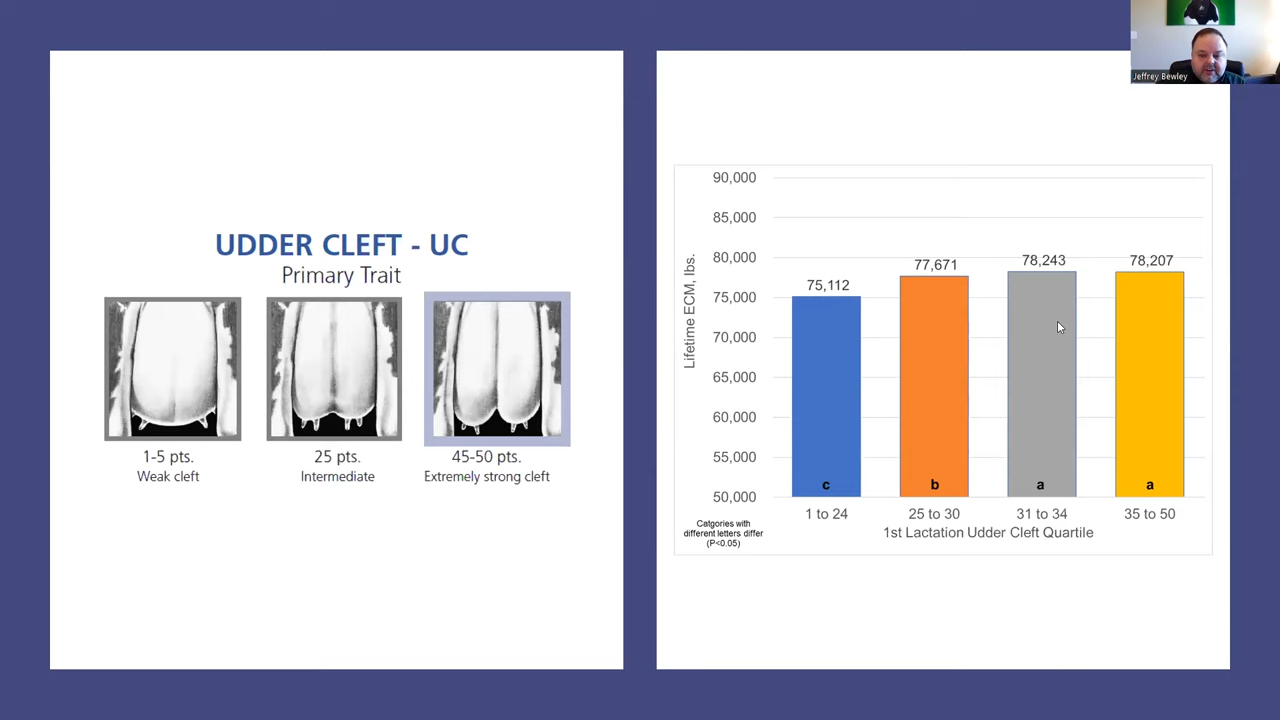 Jeffrey Bewley
UDDER CLEFT - UC
Primary Trait
1-5 pts.
Weak cleft
25 pts.
Intermediate
45-50 pts.
Extremely strong cleft
Lifetime ECM, lbs.
90,000
85,000
80,000
75,000
70,000
65,000
60,000
55,000
50,000
75,112
77,671
78,243
78,207
c
b
a
a
1 to 24
25 to 30
31 to 34
35 to 50
1st Lactation Udder Cleft Quartile
Catgories with
different letters differ
(P<0.05)